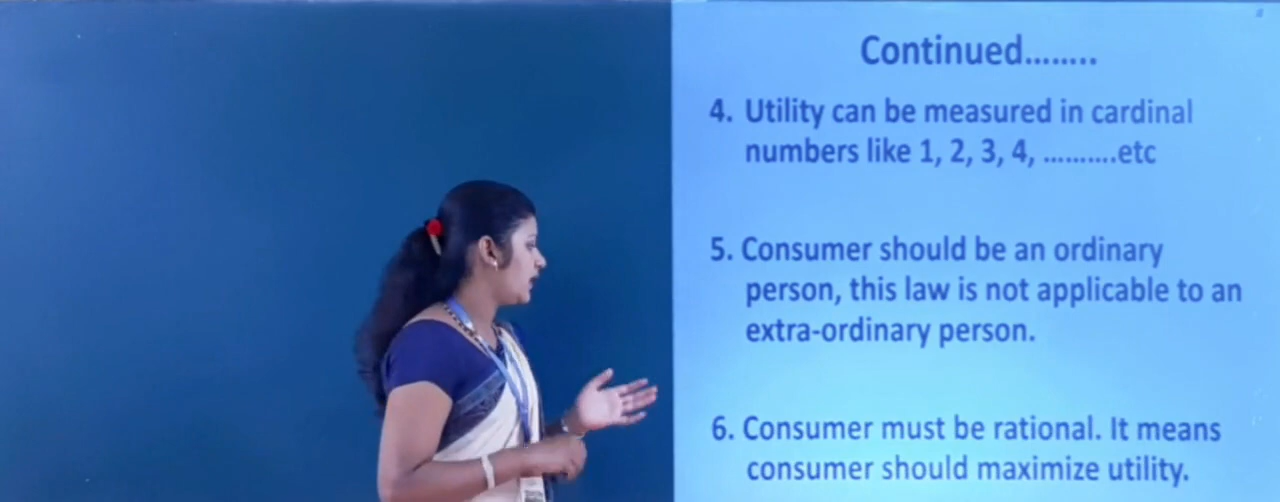 Continued........
4. Utility can be measured in cardinal
numbers like 1, 2, 3, 4, ..........etc
5. Consumer should be an ordinary
person, this law is not applicable to an
extra-ordinary person.
6. Consumer must be rational. It means
consumer should maximize utility.